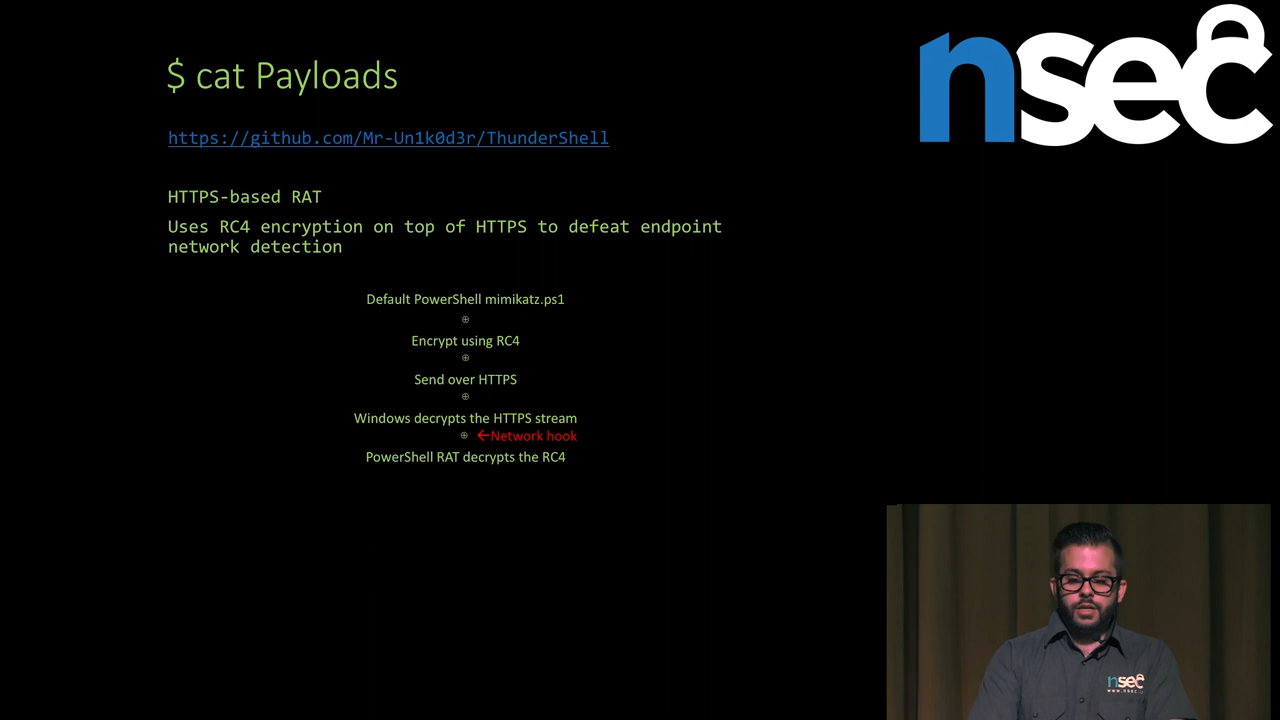 $ cat Payloads
nsec
https://github.com/Mr-Un1k0d3r/ThunderShell
HTTPS-based RAT
Uses RC4 encryption on top of HTTPS to defeat endpoint
network detection
Default PowerShell mimikatz.ps1
⊕
Encrypt using RC4
⊕
Send over HTTPS
⊕
Windows decrypts the HTTPS stream
⊕ ←Network hook
PowerShell RAT decrypts the RC4
nsec